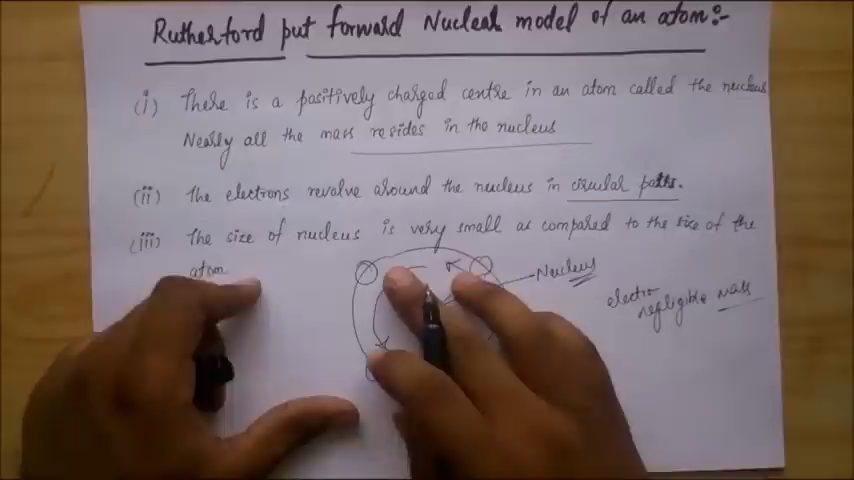 Rutherford put forward Nuclear model of an atom:-
(i) There is a positively charged centre in an atom called the nucleus
Nearly all the mass resides in the nucleus
(ii) The electrons revolve around the nucleus in circular paths.
(iii) The size of nucleus is very small as compared to the size of the
atom
Nucleus
electro
negligible mass